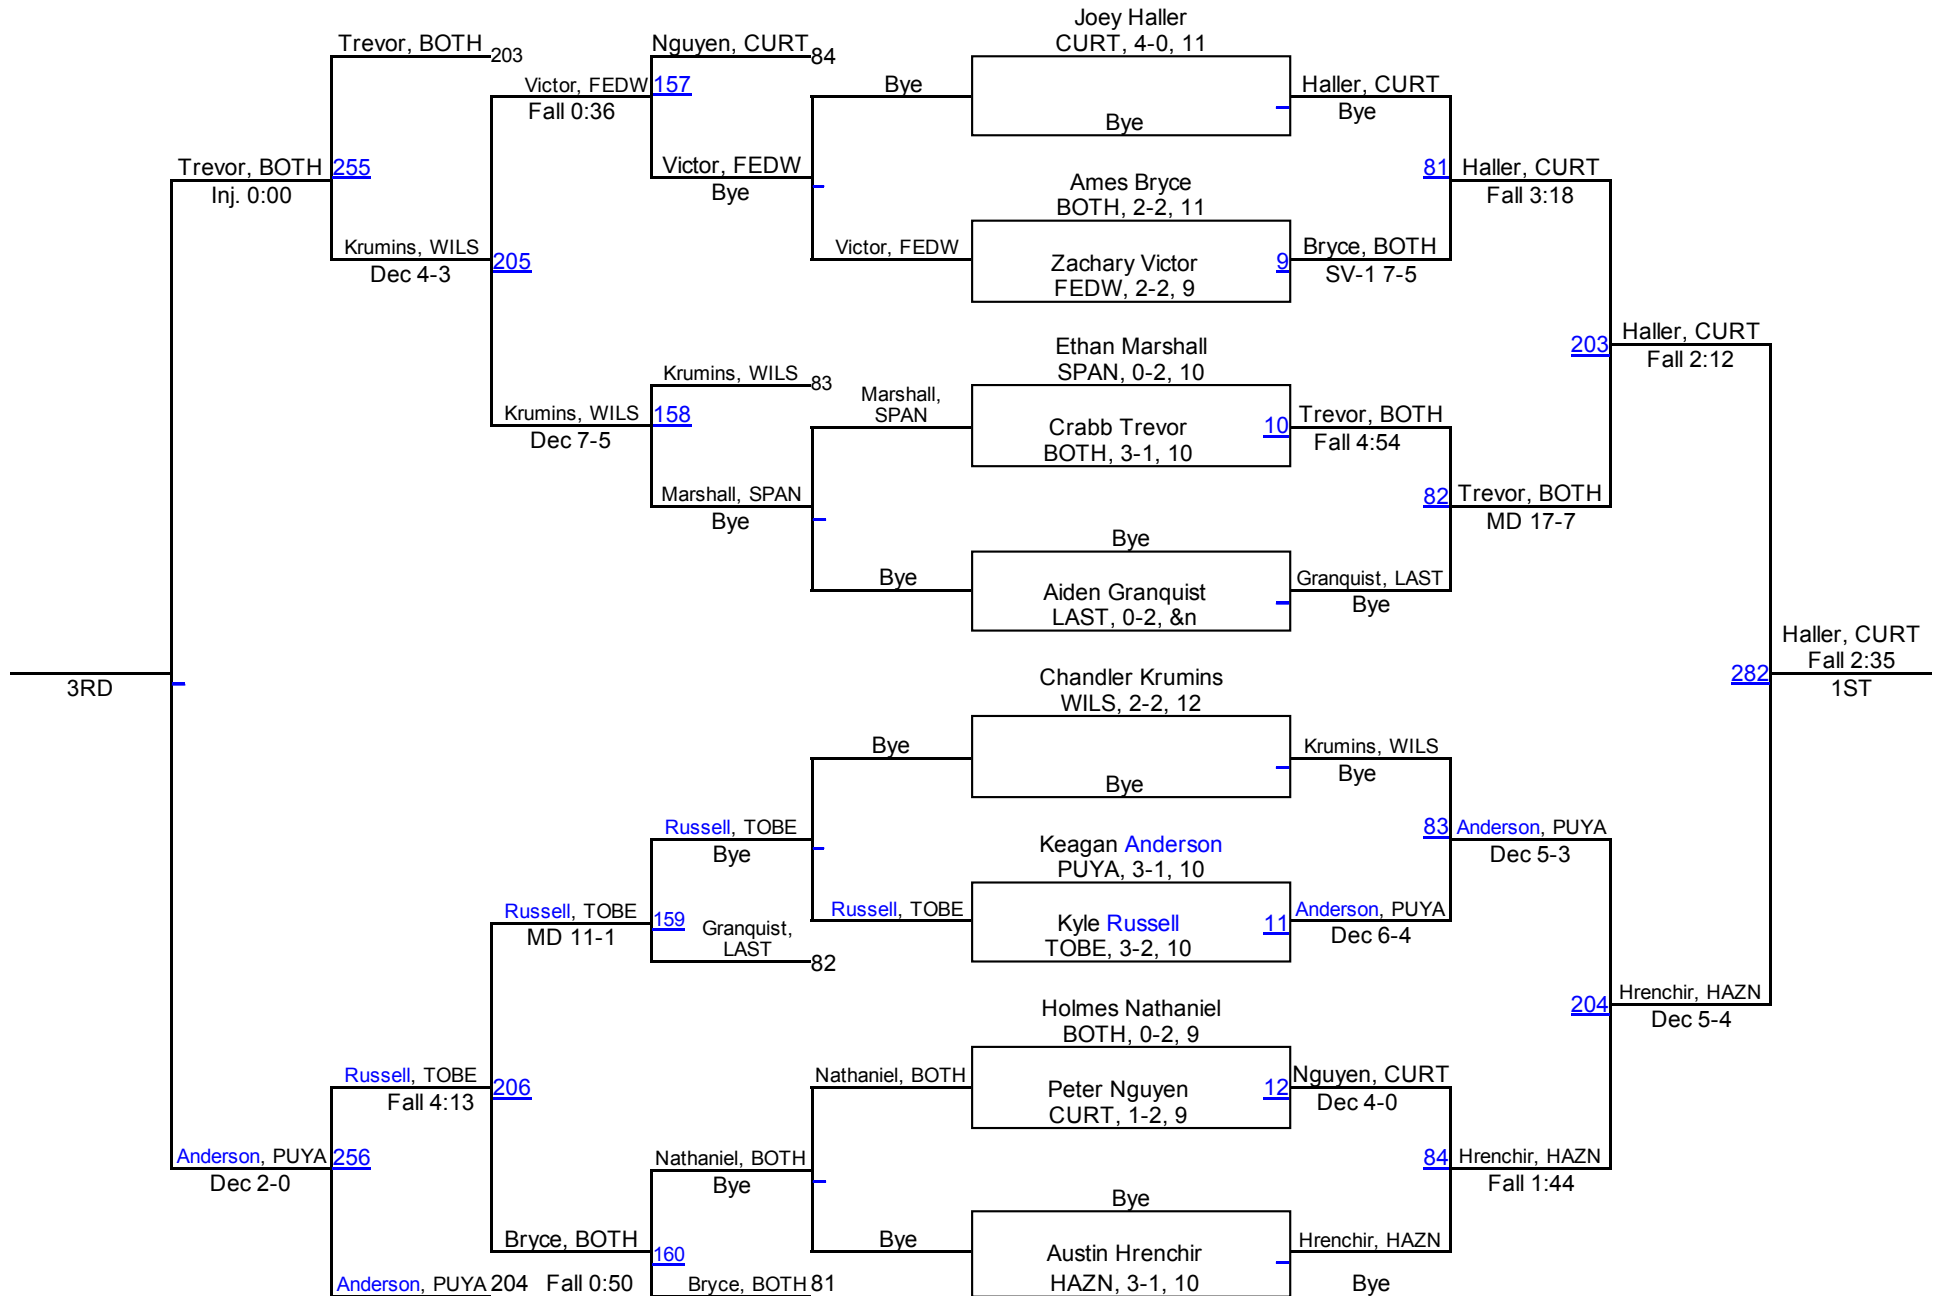 Joey Haller
CURT, 4-0, 11
Trevor, BOTH
203
Nguyen, CURT
84
Victor, FEDW
157
Fall 0:36
Bye
Bye
Haller, CURT
Bye
Trevor, BOTH
255
Inj. 0:00
Victor, FEDW
Bye
81
Haller, CURT
Fall 3:18
Ames Bryce
BOTH, 2-2, 11
Krumins, WILS
Dec 4-3
205
Victor, FEDW
Zachary Victor
FEDW, 2-2, 9
9
Bryce, BOTH
SV-1 7-5
Ethan Marshall
SPAN, 0-2, 10
203
Haller, CURT
Fall 2:12
Krumins, WILS
83
Marshall,
SPAN
Krumins, WILS
158
Dec 7-5
Crabb Trevor
BOTH, 3-1, 10
10
Trevor, BOTH
Fall 4:54
Marshall, SPAN
Bye
82
Trevor, BOTH
MD 17-7
Bye
Bye
Aiden Granquist
LAST, 0-2, &n
Granquist, LAST
Bye
3RD
282
Haller, CURT
Fall 2:35
1ST
Chandler Krumins
WILS, 2-2, 12
Bye
Bye
Krumins, WILS
Bye
Russell, TOBE
Bye
83
Anderson, PUYA
Dec 5-3
Keagan Anderson
PUYA, 3-1, 10
Russell, TOBE
MD 11-1
159
Granquist,
LAST
82
Russell, TOBE
Kyle Russell
TOBE, 3-2, 10
11
Anderson, PUYA
Dec 6-4
Holmes Nathaniel
BOTH, 0-2, 9
204
Hrenchir, HAZN
Dec 5-4
Russell, TOBE
Fall 4:13
206
Nathaniel, BOTH
Peter Nguyen
CURT, 1-2, 9
12
Nguyen, CURT
Dec 4-0
Anderson, PUYA
256
Dec 2-0
Nathaniel, BOTH
Bye
84
Hrenchir, HAZN
Fall 1:44
Bye
Bryce, BOTH
160
Bye
Austin Hrenchir
HAZN, 3-1, 10
Hrenchir, HAZN
Bye
Anderson, PUYA
204
Fall 0:50
Bryce, BOTH
81